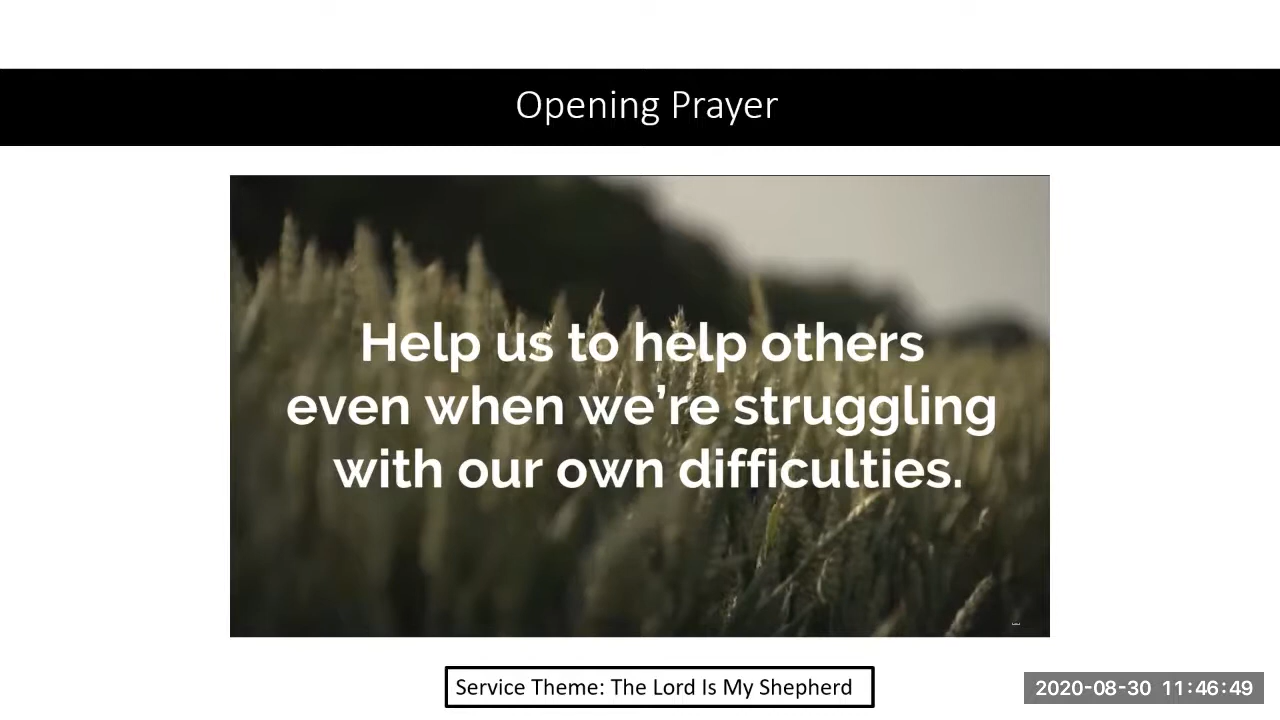 Opening Prayer
Help us to help others
even when we’re struggling
with our own difficulties.
Service Theme: The Lord Is My Shepherd
2020-08-30 11:46:49